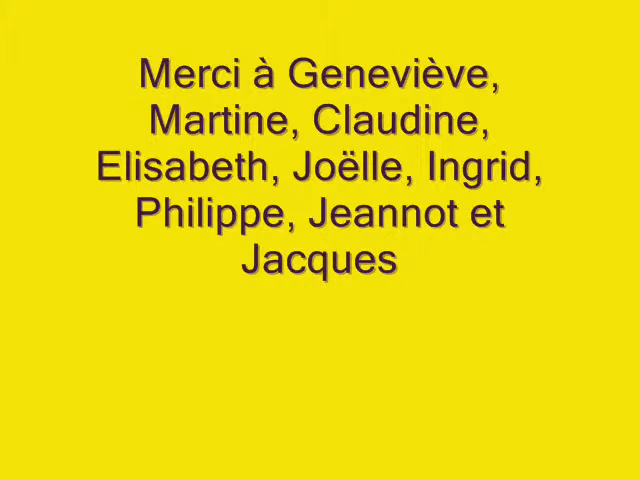 Merci à Geneviève,
Martine, Claudine,
Elisabeth, Joëlle, Ingrid,
Philippe, Jeannot et
Jacques